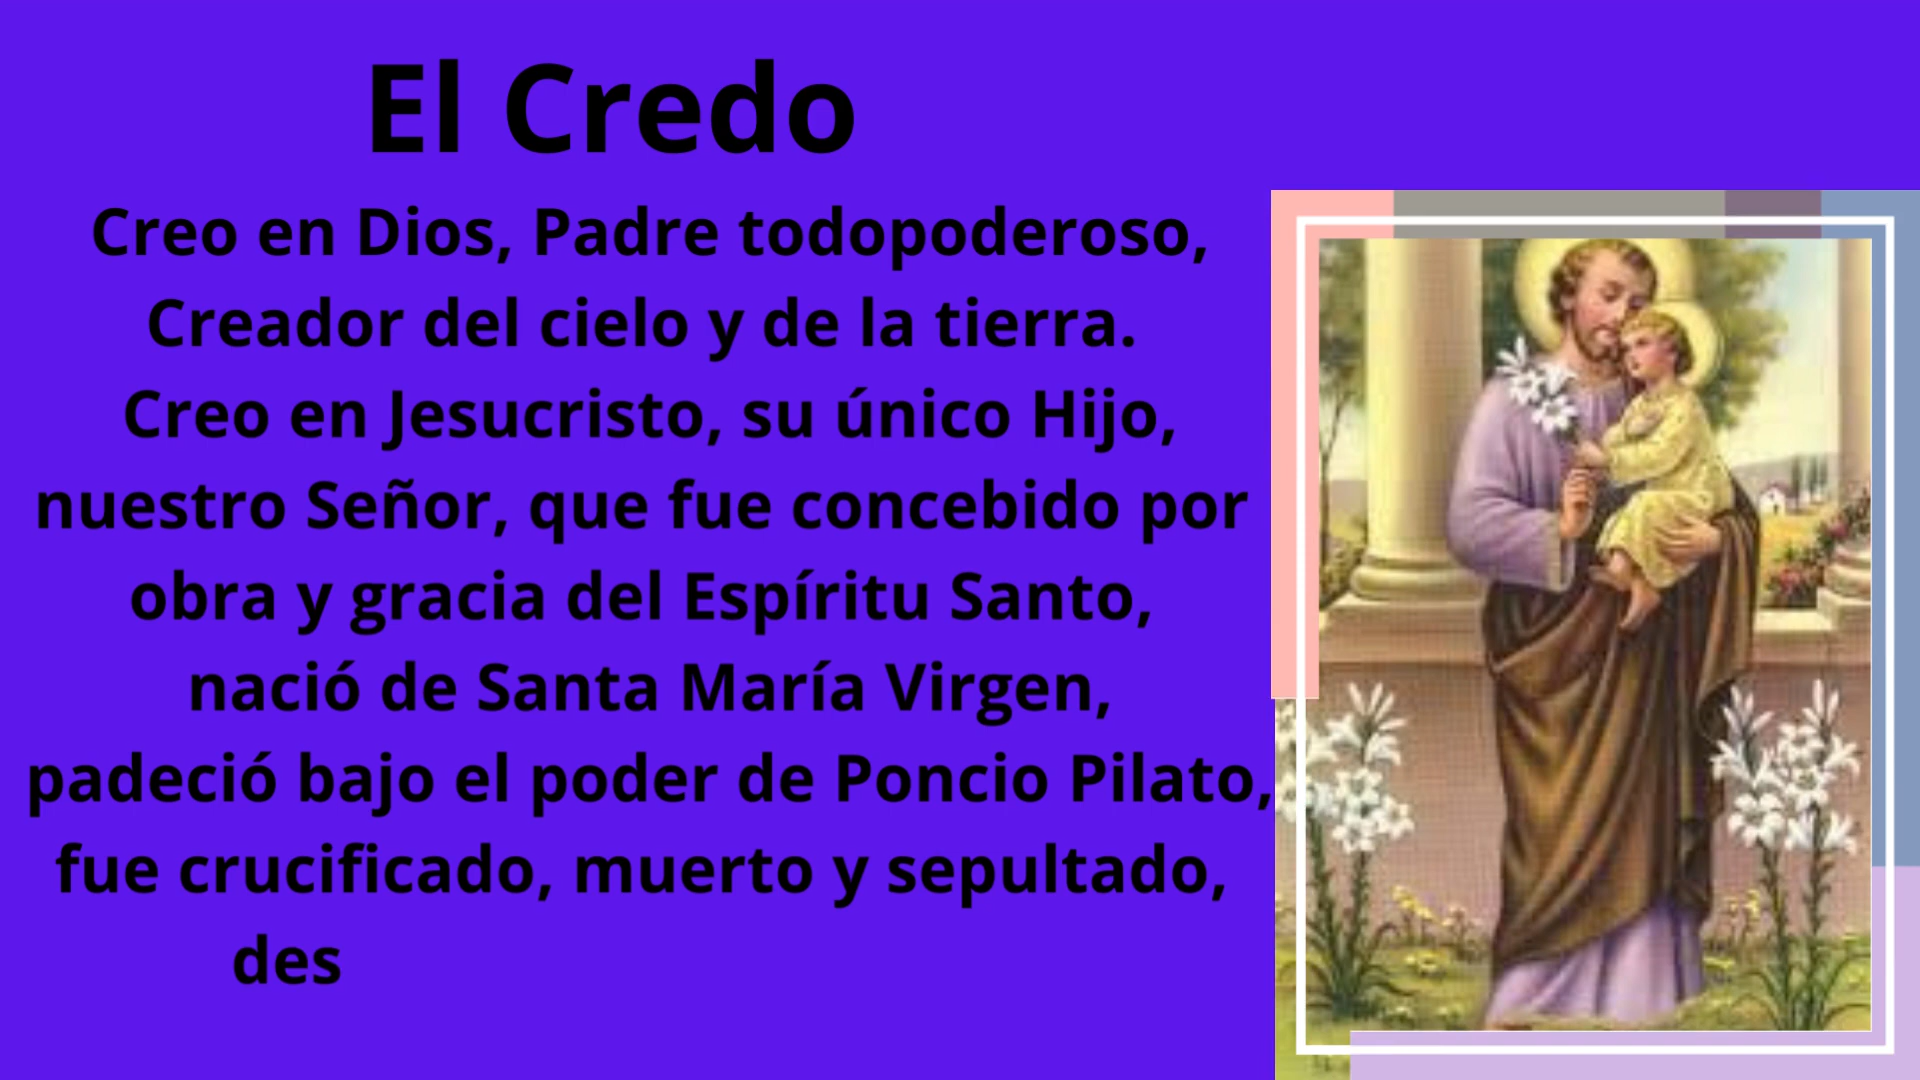 El Credo
Creo en Dios, Padre todopoderoso,
Creador del cielo y de la tierra.
Creo en Jesucristo, su único Hijo,
nuestro Señor, que fue concebido por
obra y gracia del Espíritu Santo,
nació de Santa María Virgen,
padeció bajo el poder de Poncio Pilato,
fue crucificado, muerto y sepultado,
des